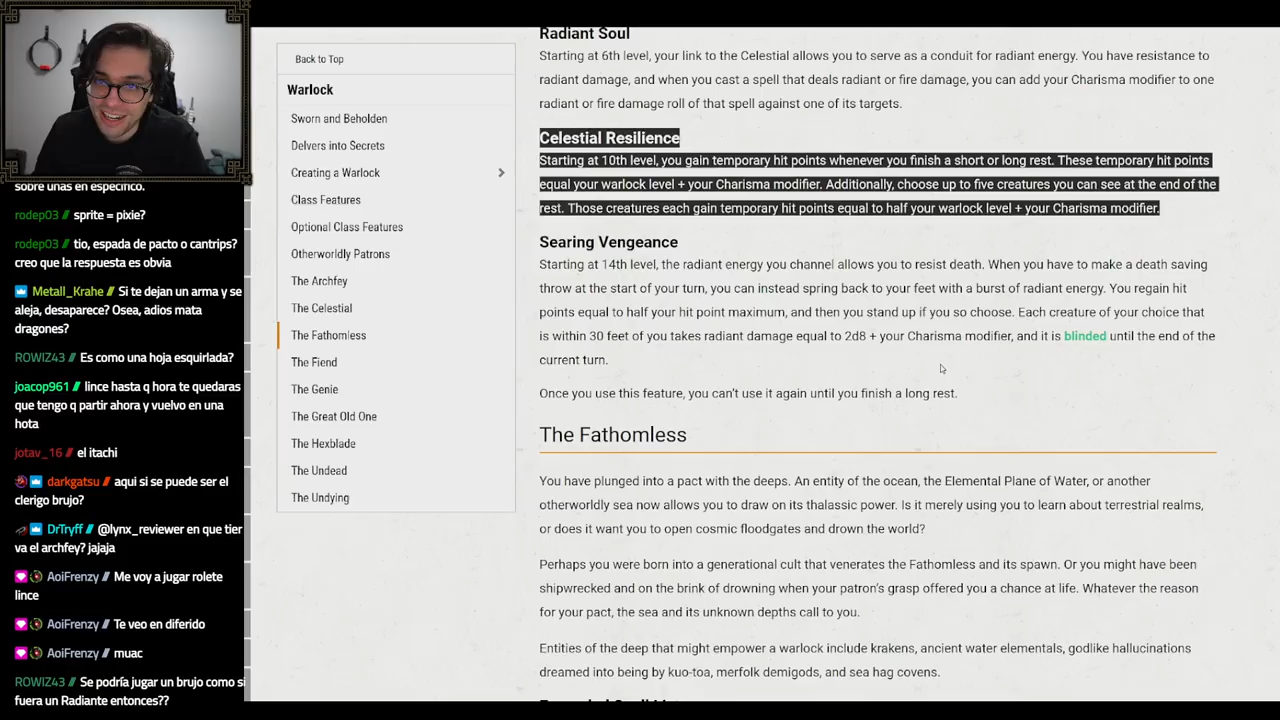 sobre unas en especifico.
rodep03 // sprite = pixie?
rodep03 // tio, espada de pacto o cantrips?
creo que la respuesta es obvia
Metall_Krahe // Si te dejan un arma y se
aleja, desaparece? Osea, adios mata
dragones?
ROWIZ43 // Es como una hoja esquirlada?
joacop961 // lince hasta q hora te quedaras
que tengo q partir ahora y vuelvo en una
hota
jotav_16 // el itachi
darkgatsu // aqui si se puede ser el
clerigo brujo?
DrTryff // @lynx_reviewer en que tier
va el archfey? jajaja
AoiFrenzy // Me voy a jugar rolete
lince
AoiFrenzy // Te veo en diferido
AoiFrenzy // muac
ROWIZ43 // Se podría jugar un brujo como si
fuera un Radiante entonces??
Back to Top
Warlock
Sworn and Beholden
Delvers into Secrets
Creating a Warlock
Class Features
Optional Class Features
Otherworldly Patrons
The Archfey
The Celestial
The Fathomless
The Fiend
The Genie
The Great Old One
The Hexblade
The Undead
The Undying
Radiant Soul
Starting at 6th level, your link to the Celestial allows you to serve as a conduit for radiant energy. You have resistance to
radiant damage, and when you cast a spell that deals radiant or fire damage, you can add your Charisma modifier to one
radiant or fire damage roll of that spell against one of its targets.
Celestial Resilience
Starting at 10th level, you gain temporary hit points whenever you finish a short or long rest. These temporary hit points
equal your warlock level + your Charisma modifier. Additionally, choose up to five creatures you can see at the end of the
rest. Those creatures each gain temporary hit points equal to half your warlock level + your Charisma modifier.
Searing Vengeance
Starting at 14th level, the radiant energy you channel allows you to resist death. When you have to make a death saving
throw at the start of your turn, you can instead spring back to your feet with a burst of radiant energy. You regain hit
points equal to half your hit point maximum, and then you stand up if you so choose. Each creature of your choice that
is within 30 feet of you takes radiant damage equal to 2d8 + your Charisma modifier, and it is blinded until the end of the
current turn.
Once you use this feature, you can't use it again until you finish a long rest.
The Fathomless
You have plunged into a pact with the deeps. An entity of the ocean, the Elemental Plane of Water, or another
otherworldly sea now allows you to draw on its thalassic power. Is it merely using you to learn about terrestrial realms,
or does it want you to open cosmic floodgates and drown the world?
Perhaps you were born into a generational cult that venerates the Fathomless and its spawn. Or you might have been
shipwrecked and on the brink of drowning when your patron's grasp offered you a chance at life. Whatever the reason
for your pact, the sea and its unknown depths call to you.
Entities of the deep that might empower a warlock include krakens, ancient water elementals, godlike hallucinations
dreamed into being by kuo-toa, merfolk demigods, and sea hag covens.